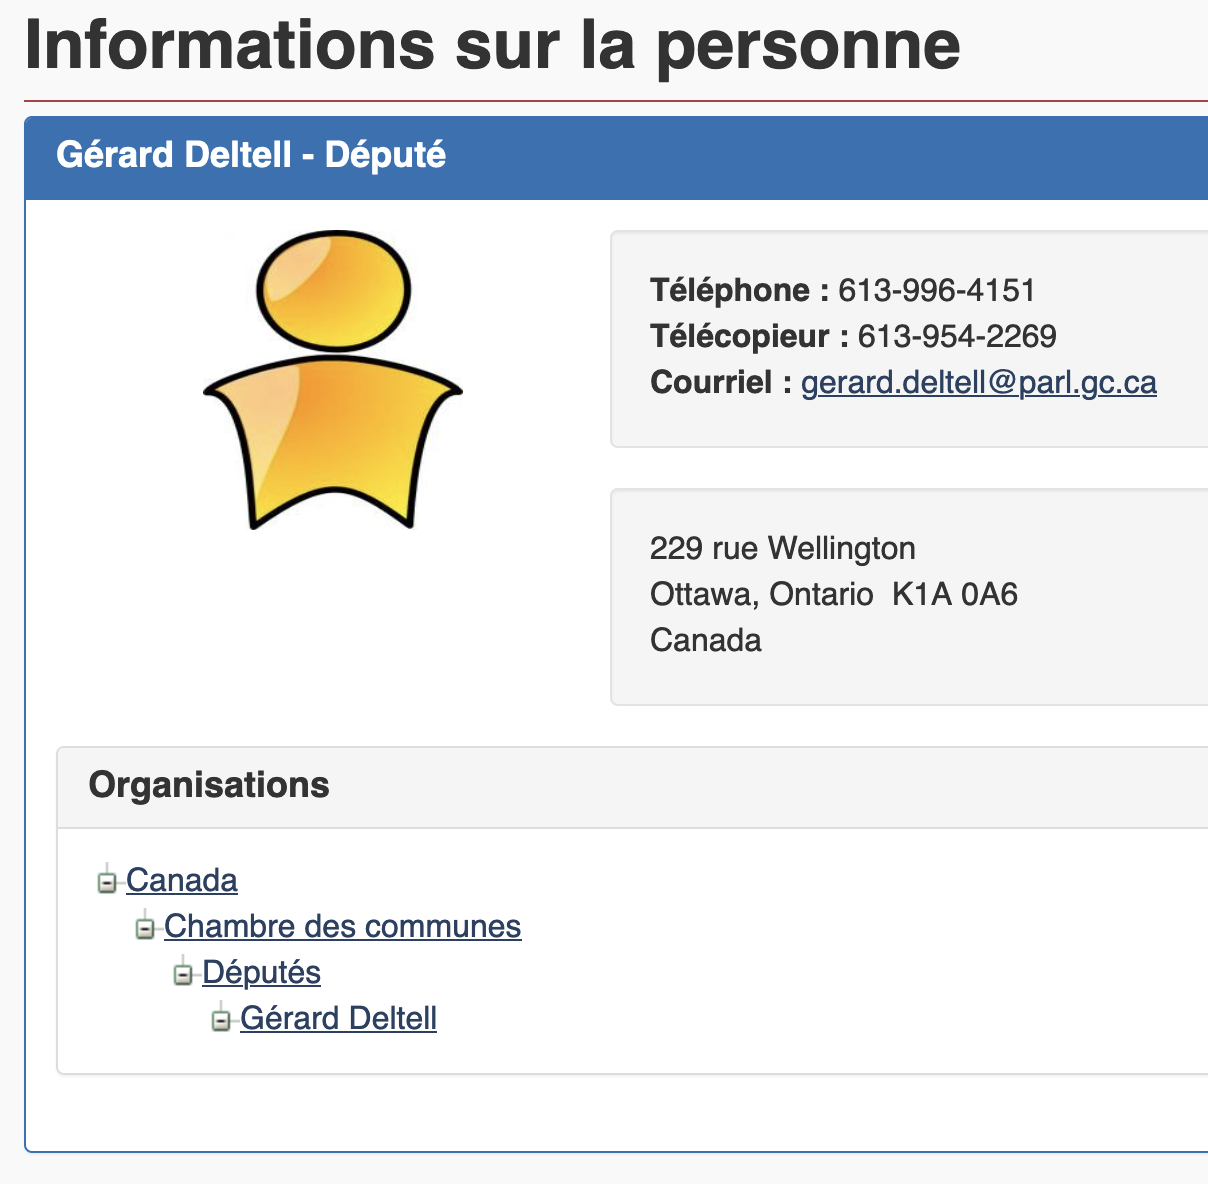 Informations sur la personne
Gérard Deltell - Député
Téléphone : 613-996-4151
Télécopieur : 613-954-2269
Courriel : gerard.deltell@parl.gc.ca
229 rue Wellington
Ottawa, Ontario  K1A 0A6
Canada
Organisations
Canada
Chambre des communes
Députés
Gérard Deltell